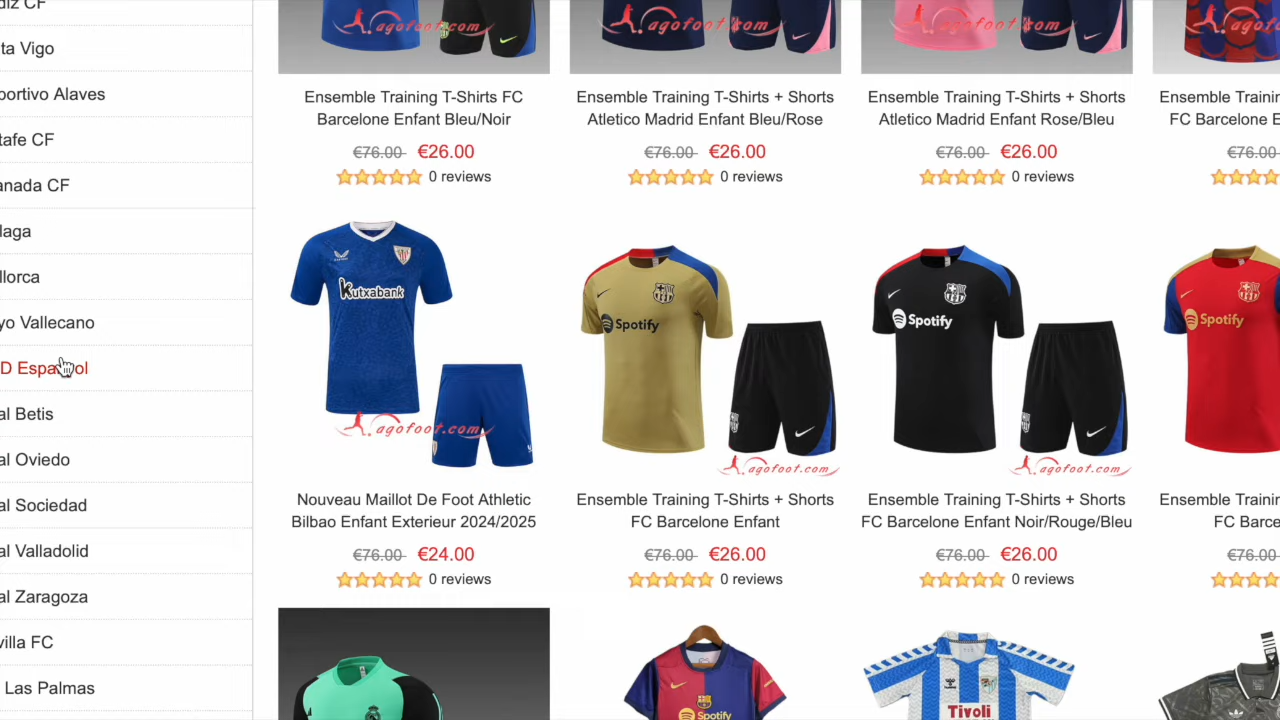 diz CF
ta Vigo
portivo Alaves
tafe CF
anada CF
laga
llorca
yo Vallecano
D Espa ol
al Betis
al Oviedo
al Sociedad
al Valladolid
al Zaragoza
villa FC
Las Palmas
agofoot.com
agofoot.com
agofoot.com
Ensemble Training T-Shirts FC
Barcelone Enfant Bleu/Noir
€76.00 €26.00
0 reviews
Ensemble Training T-Shirts + Shorts
Atletico Madrid Enfant Bleu/Rose
€76.00 €26.00
0 reviews
Ensemble Training T-Shirts + Shorts
Atletico Madrid Enfant Rose/Bleu
€76.00 €26.00
0 reviews
Ensemble Trainin
FC Barcelone E
€76.00
Kutxabank
agofoot.com
Spotify
agofoot.com
Spotify
agofoot.com
Spotify
Nouveau Maillot De Foot Athletic
Bilbao Enfant Exterieur 2024/2025
€76.00 €24.00
0 reviews
Ensemble Training T-Shirts + Shorts
FC Barcelone Enfant
€76.00 €26.00
0 reviews
Ensemble Training T-Shirts + Shorts
FC Barcelone Enfant Noir/Rouge/Bleu
€76.00 €26.00
0 reviews
Ensemble Trainin
FC Barce
€76.00
Spotify
Tivoli